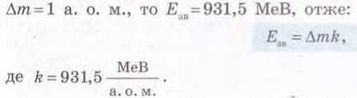 Δm=1 а. о. м., то Eзв=931,5 МеВ, отже:
Eзв=Δmk,
де k=931,5 МеВ/а. о. м.